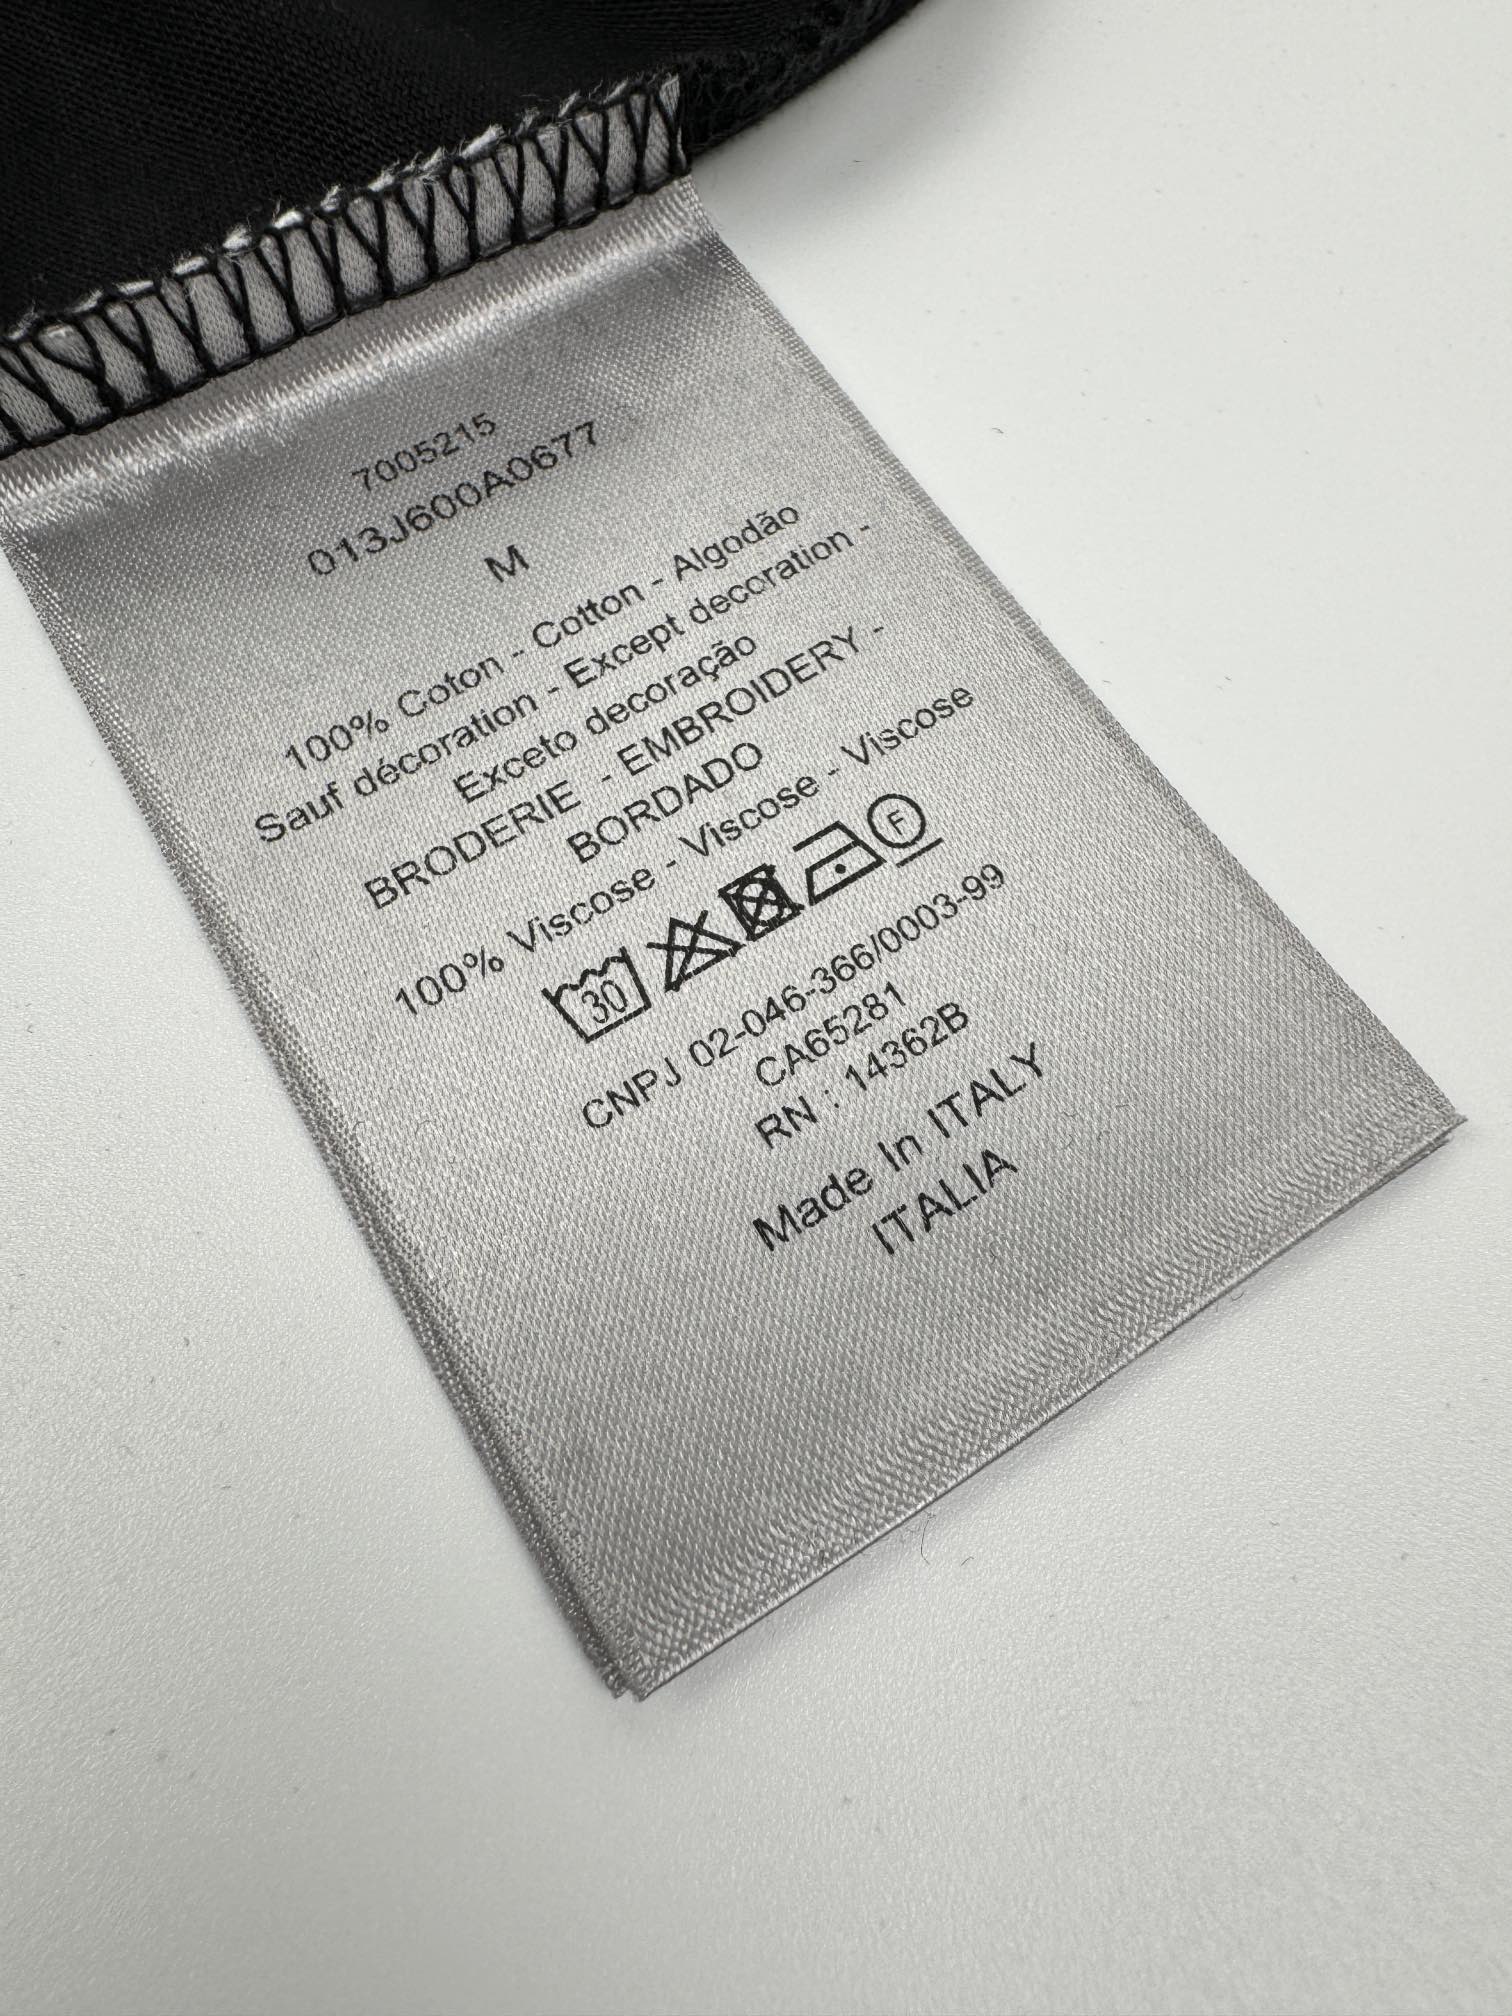 7005215
013J600A0677
M
100% Coton - Cotton - Algodão
Sauf décoration - Except decoration -
Exceto decoração
BRODERIE - EMBROIDERY -
BORDADO
100% Viscose - Viscose - Viscose
30 F
CNPJ 02-046-366/0003-99
CA65281
RN : 14362B
Made In ITALY
ITALIA